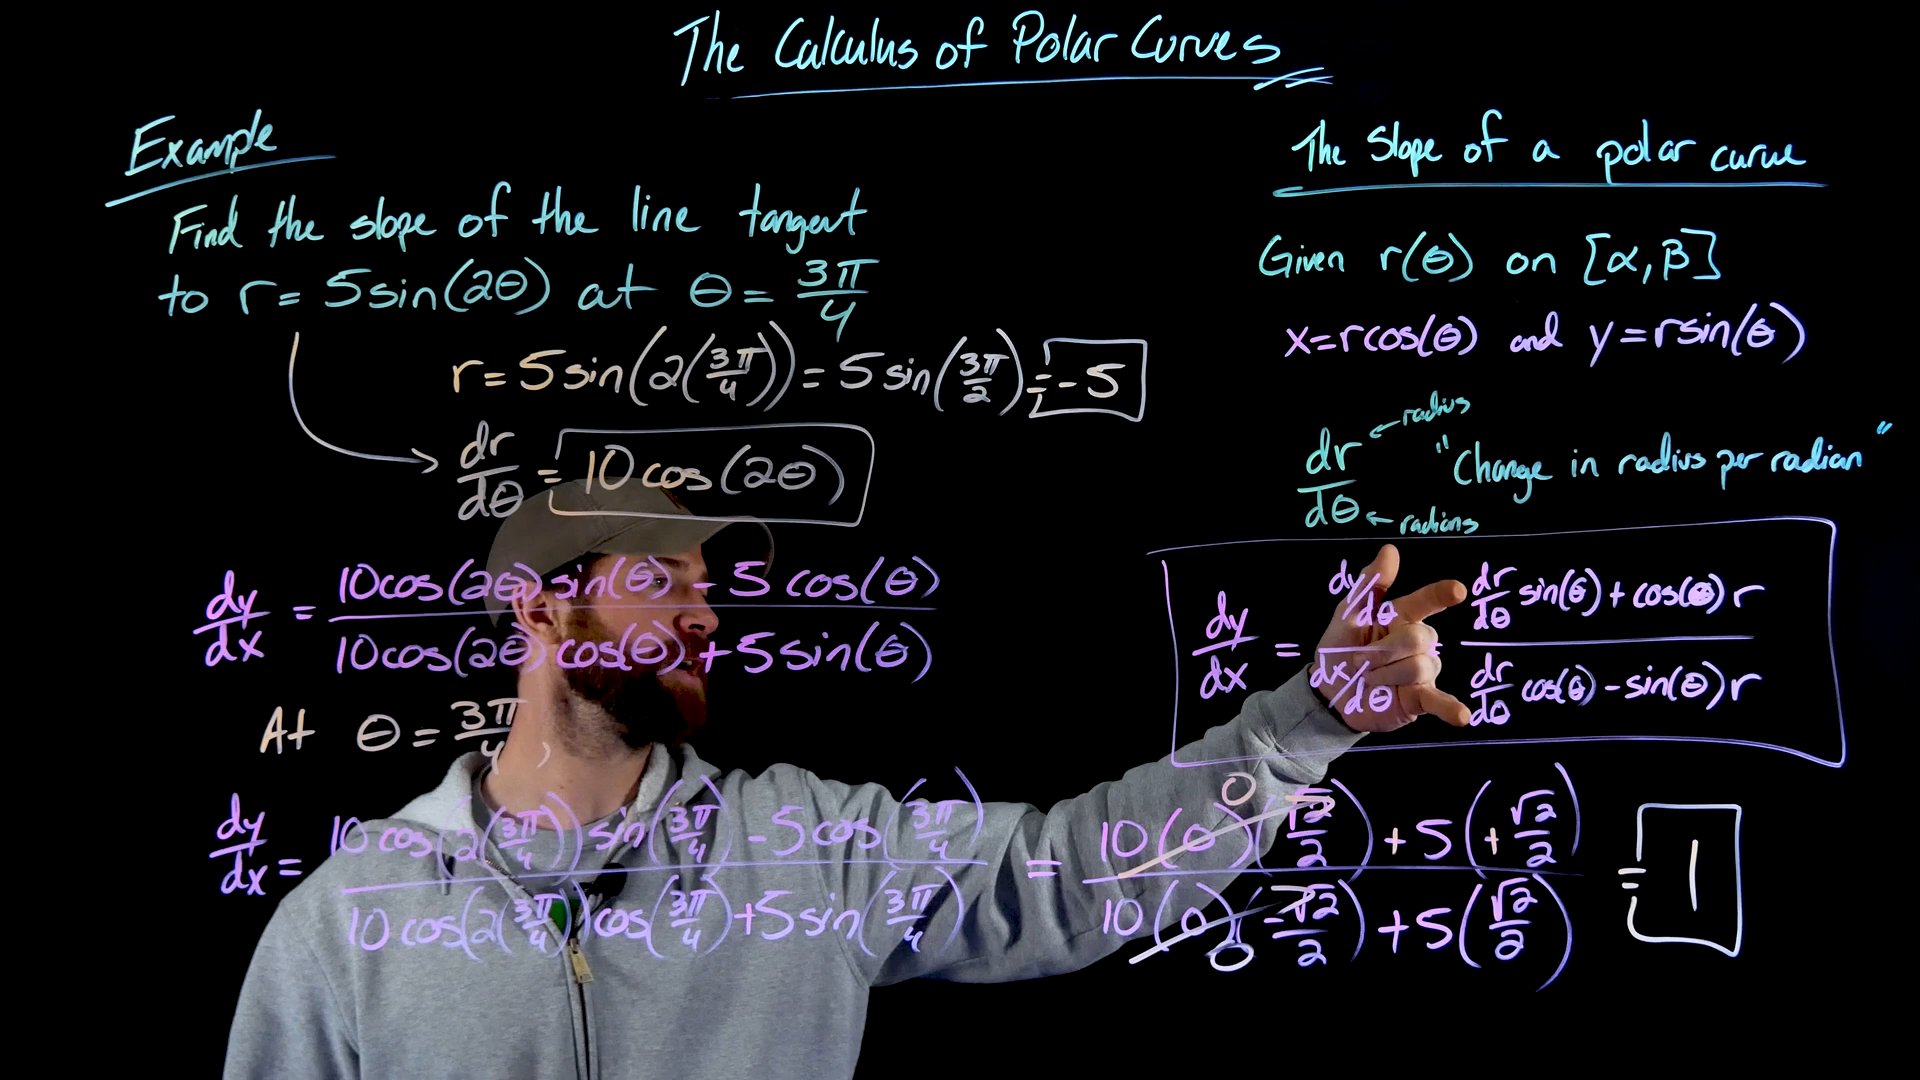 The Calculus of Polar Curves
Example
Find the slope of the line tangent
to r = 5sin(2θ) at θ = 3π/4
r = 5sin(2(3π/4)) = 5sin(3π/2) = -5
dr/dθ = 10cos(2θ)
dy/dx = (10cos(2θ)sin(θ) - 5cos(θ)) / (10cos(2θ)cos(θ) + 5sin(θ))
At θ = 3π/4,
dy/dx = (10cos(2(3π/4))sin(3π/4) - 5cos(3π/4)) / (10cos(2(3π/4))cos(3π/4) + 5sin(3π/4)) = (10(0)(√2/2) + 5(+√2/2)) / (10(0)(-√2/2) + 5(√2/2)) = 1
0
0
The Slope of a polar curve
Given r(θ) on [α,β]
x=rcos(θ) and y=rsin(θ)
dr/dθ ← radius "Change in radius per radian"
← radians
dy/dx = (dy/dθ)/(dx/dθ) = (dr/dθ sin(θ) + cos(θ)r) / (dr/dθ cos(θ) - sin(θ)r)